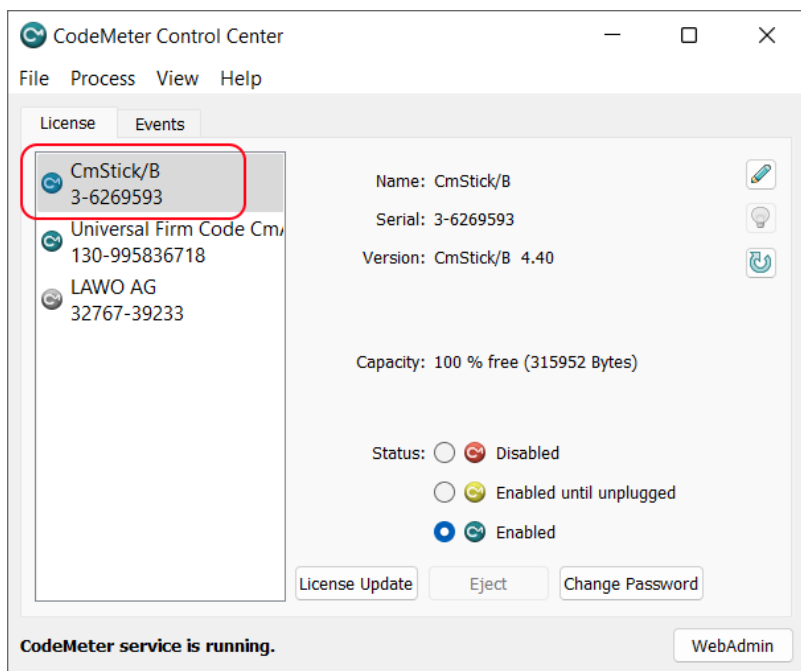 CodeMeter Control Center
File Process View Help
License Events
CmStick/B
3-6269593
Universal Firm Code Cm
130-995836718
LAWO AG
32767-39233
Name: CmStick/B
Serial: 3-6269593
Version: CmStick/B 4.40
Capacity: 100 % free (315952 Bytes)
Status: Disabled
Enabled until unplugged
Enabled
License Update Eject Change Password
CodeMeter service is running. WebAdmin